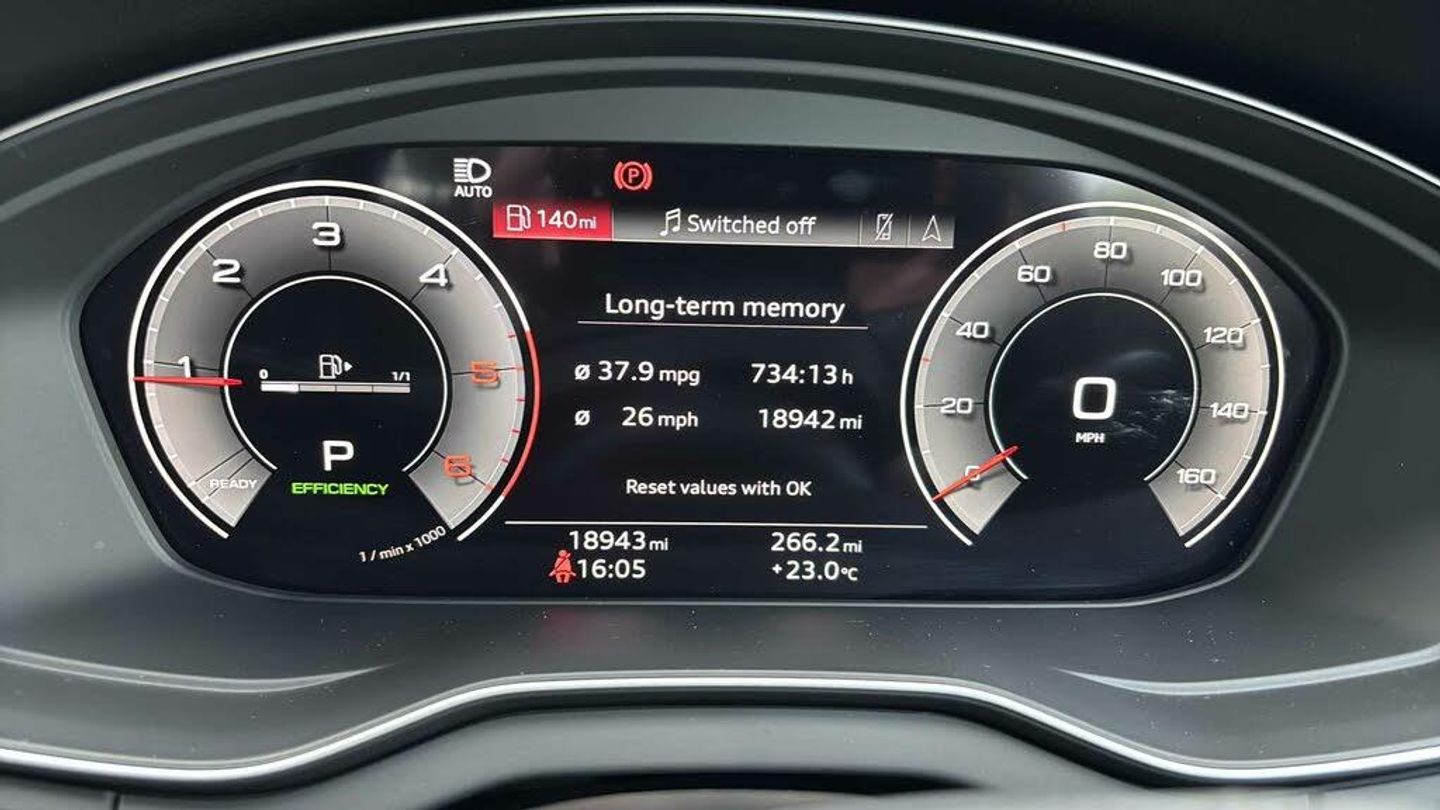 AUTO
P
140 mi
Switched off
1
2
3
4
5
6
READY
1 / min x 1000
0
1/1
P
EFFICIENCY
Long-term memory
ø 37.9 mpg 734:13 h
ø 26 mph 18942 mi
Reset values with OK
18943 mi 266.2 mi
16:05 +23.0°C
0
20
40
60
80
100
120
140
160
0
MPH